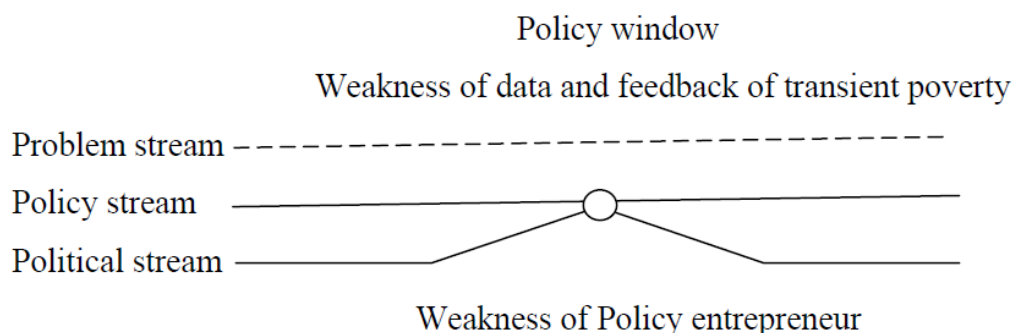 Policy window
Weakness of data and feedback of transient poverty
Problem stream
Policy stream
Political stream
Weakness of Policy entrepreneur